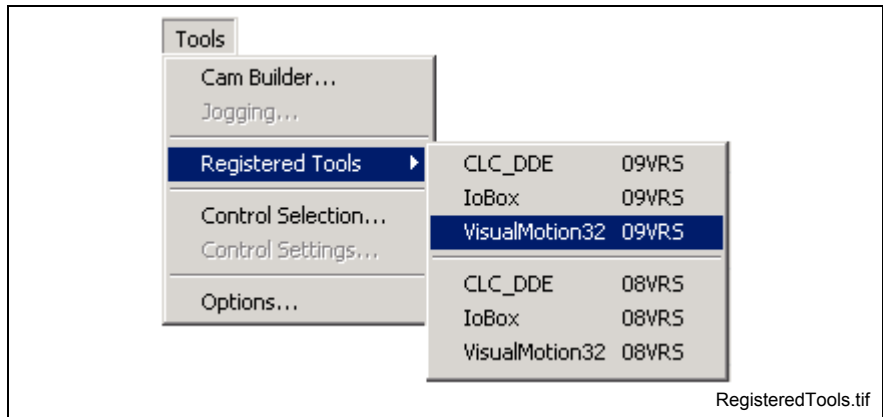 Tools
Cam Builder...
Jogging...
Registered Tools
Control Selection...
Control Settings...
Options...
CLC_DDE 09VRS
IoBox 09VRS
VisualMotion32 09VRS
CLC_DDE 08VRS
IoBox 08VRS
VisualMotion32 08VRS
RegisteredTools.tif